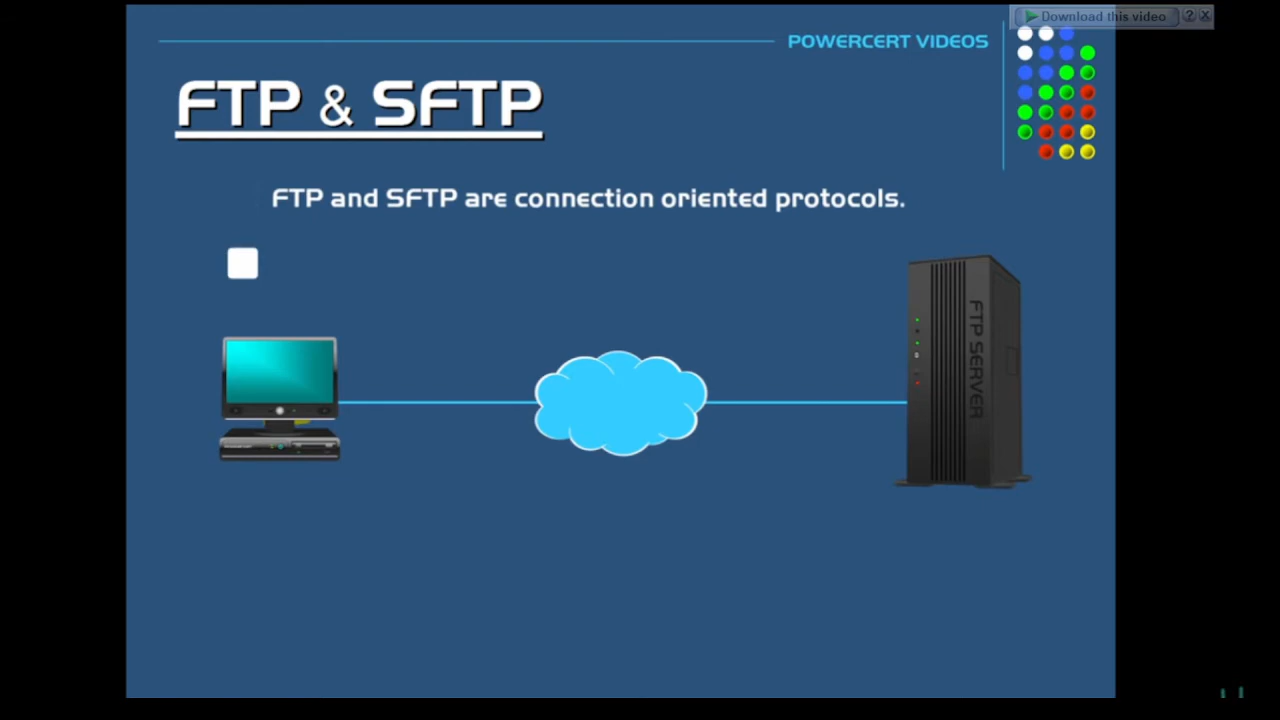 Download this video ? X
POWERCERT VIDEOS
FTP & SFTP
FTP and SFTP are connection oriented protocols.
FTP SERVER